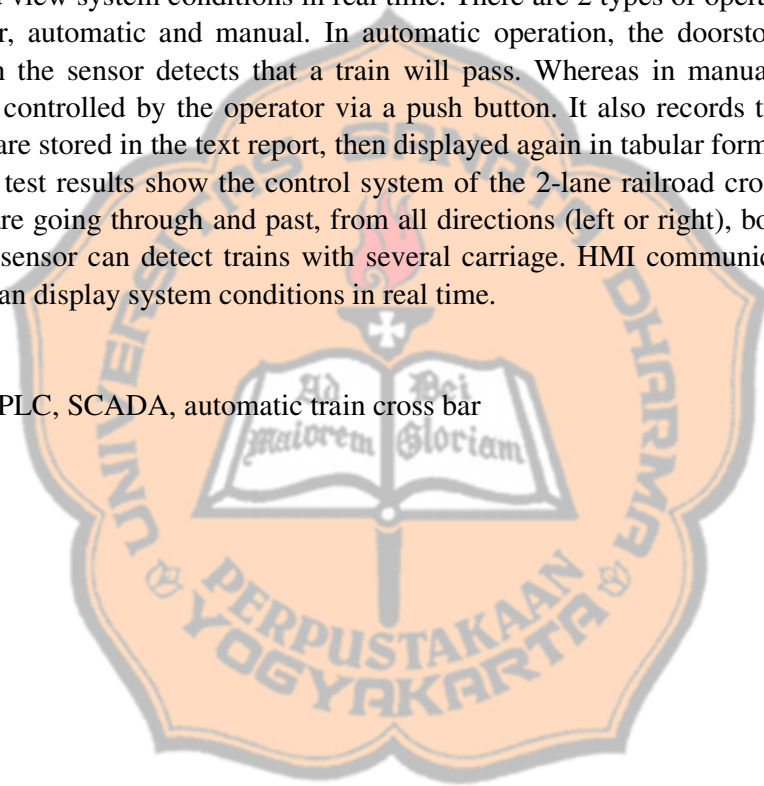 view system conditions in real time. There are 2 types of opera
r, automatic and manual. In automatic operation, the doorsto
the sensor detects that a train will pass. Whereas in manua
controlled by the operator via a push button. It also records t
are stored in the text report, then displayed again in tabular form
test results show the control system of the 2-lane railroad cro
are going through and past, from all directions (left or right), bo
sensor can detect trains with several carriage. HMI communic
an display system conditions in real time.
PLC, SCADA, automatic train cross bar
UNIVERSITAS SANATA DHARMA
Ad Dei
Maiorem Gloriam
PERPUSTAKAAN
YOGYAKARTA